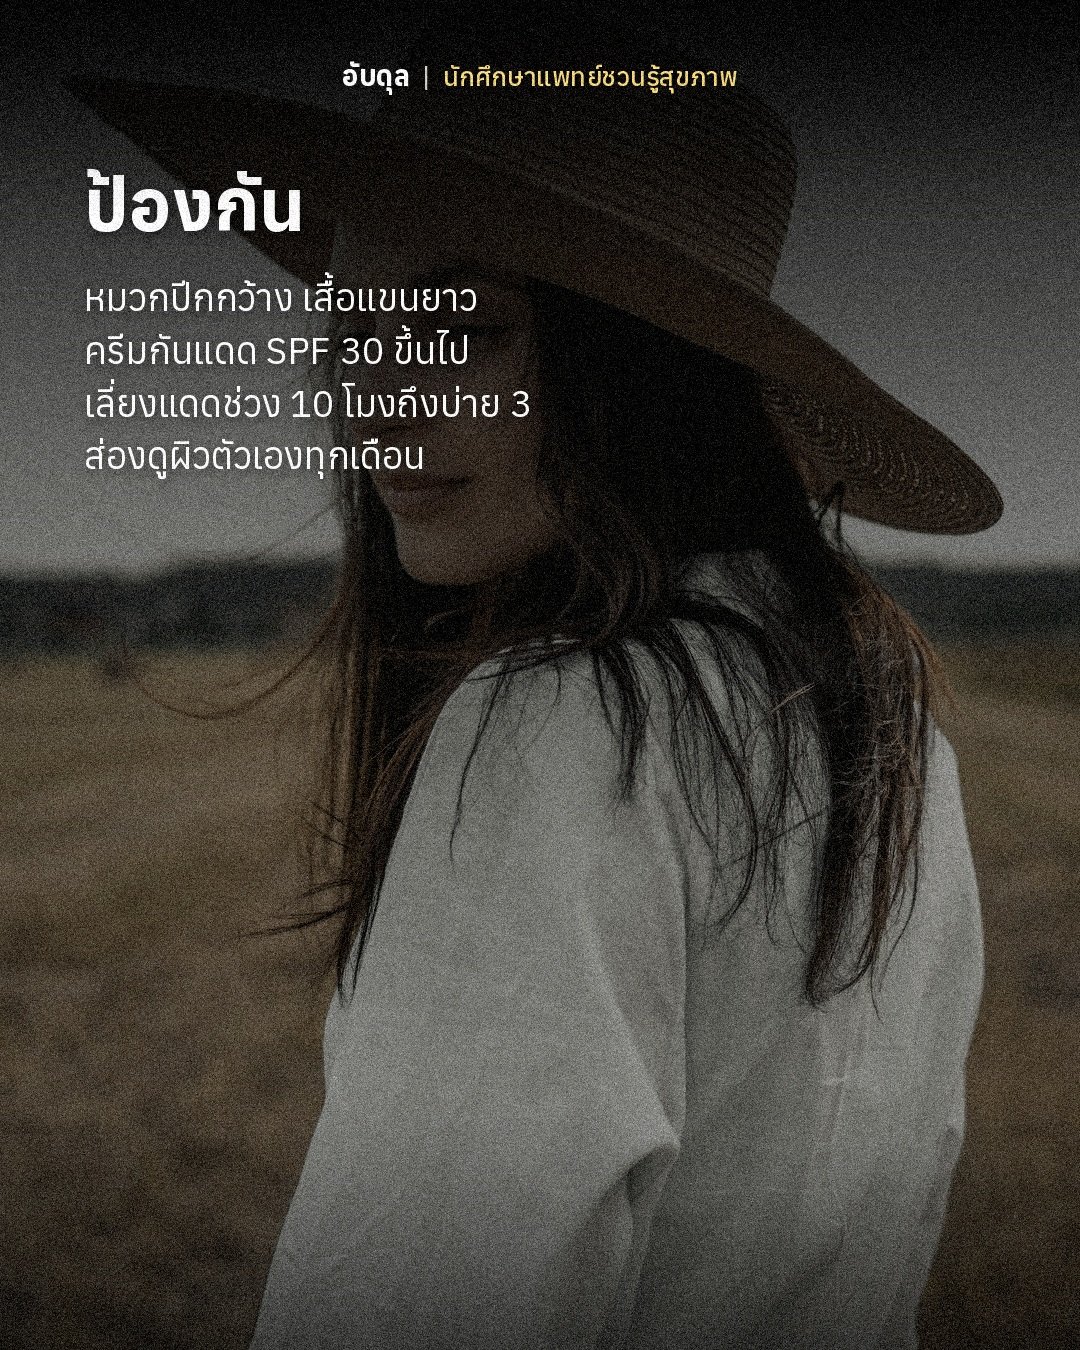 อับดุล | นักศึกษาแพทย์ชวนรู้สุขภาพ
ป้องกัน
หมวกปีกกว้าง เสื้อแขนยาว
ครีมกันแดด SPF 30 ขึ้นไป
เลี่ยงแดดช่วง 10 โมงถึงบ่าย 3
ส่องดูผิวตัวเองทุกเดือน